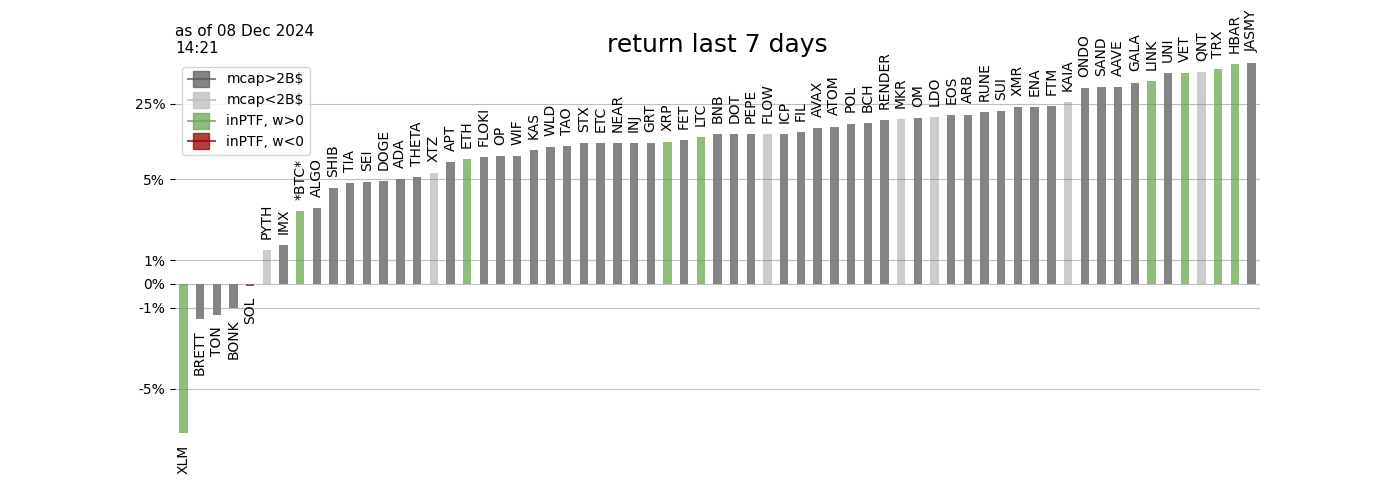 as of 08 Dec 2024
14:21
return last 7 days
mcap>2B$
mcap<2B$
inPTF, w>0
inPTF, w<0
25%
5%
1%
0%
-1%
-5%
XLM
BRETT
TON
BONK
SOL
PYTH
IMX
*BTC*
ALGO
SHIB
TIA
SEI
DOGE
ADA
THETA
XTZ
APT
ETH
FLOKI
OP
WIF
KAS
WLD
TAO
STX
ETC
NEAR
INJ
GRT
XRP
FET
LTC
BNB
DOT
PEPE
FLOW
ICP
FIL
AVAX
ATOM
POL
BCH
RENDER
MKR
OM
LDO
EOS
ARB
RUNE
SUI
XMR
ENA
FTM
KAIA
ONDO
SAND
AAVE
GALA
LINK
UNI
VET
QNT
TRX
HBAR
JASMY